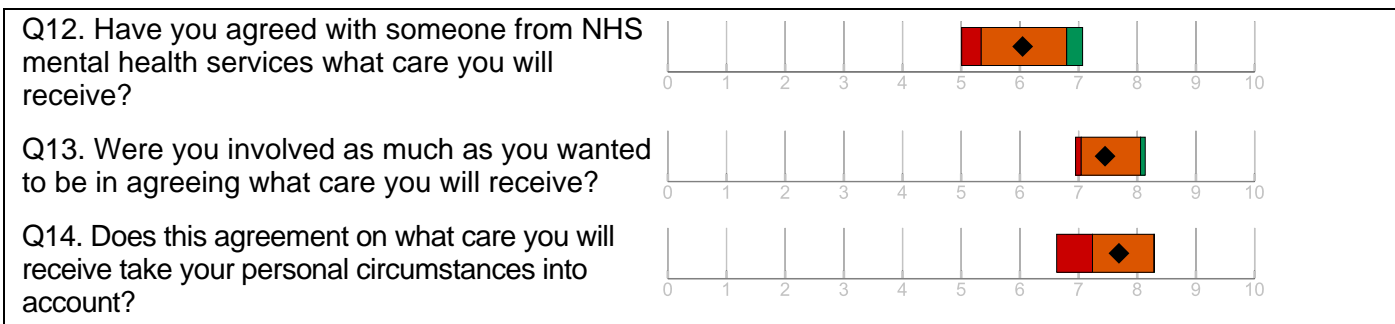 Q12. Have you agreed with someone from NHS
mental health services what care you will
receive?
0 1 2 3 4 5 6 7 8 9 10
Q13. Were you involved as much as you wanted
to be in agreeing what care you will receive?
0 1 2 3 4 5 6 7 8 9 10
Q14. Does this agreement on what care you will
receive take your personal circumstances into
account?
0 1 2 3 4 5 6 7 8 9 10